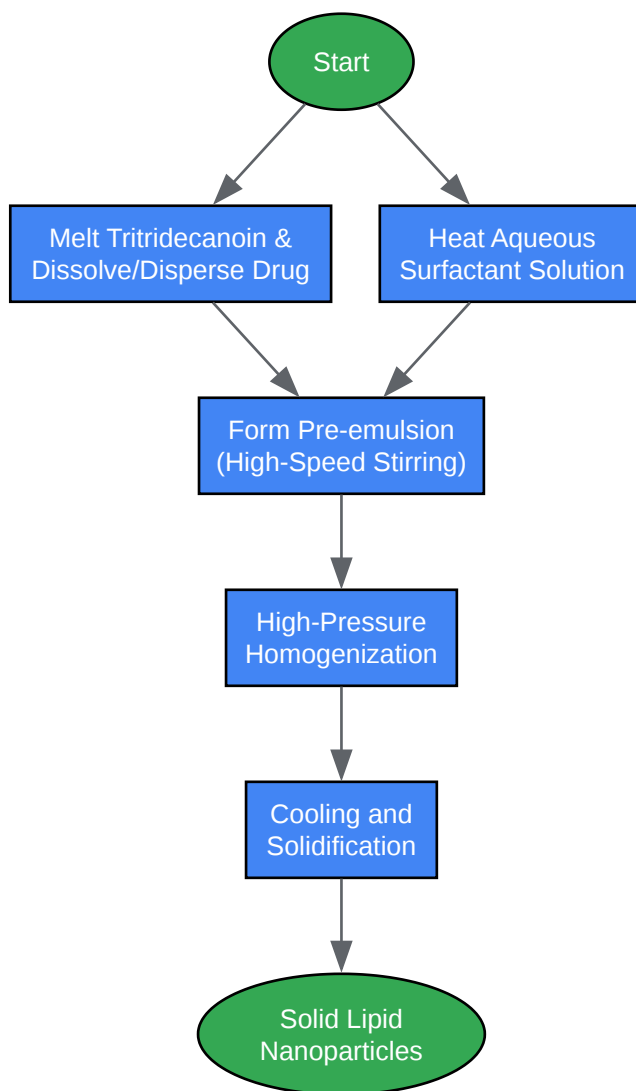 Start
Melt Tritridecanoin &
Dissolve/Disperse Drug
Heat Aqueous
Surfactant Solution
Form Pre-emulsion
(High-Speed Stirring)
High-Pressure
Homogenization
Cooling and
Solidification
Solid Lipid
Nanoparticles